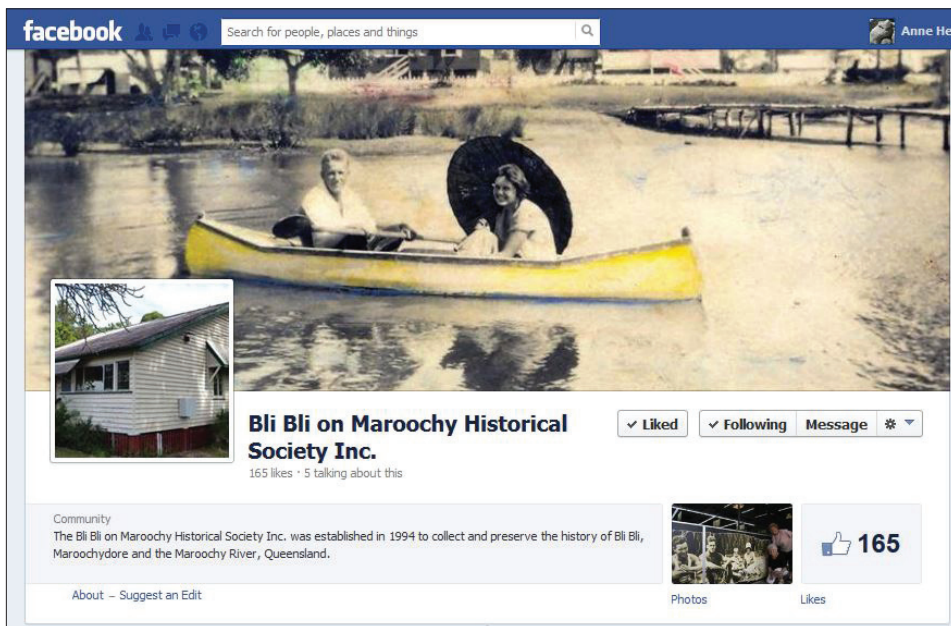 facebook
Search for people, places and things
Anne He
Bli Bli on Maroochy Historical
Society Inc.
165 likes · 5 talking about this
✓ Liked
✓ Following
Message
Community
The Bli Bli on Maroochy Historical Society Inc. was established in 1994 to collect and preserve the history of Bli Bli,
Maroochydore and the Maroochy River, Queensland.
165
About – Suggest an Edit
Photos
Likes